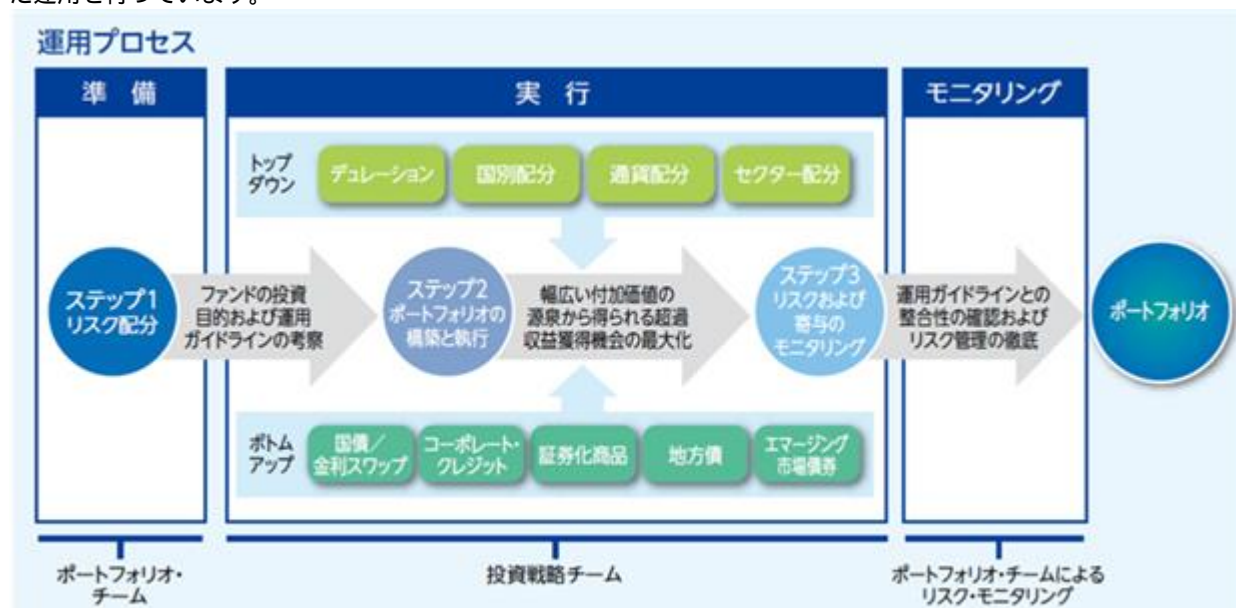 た運用を行っています。
運用プロセス
準 備
実 行
モニタリング
トップ
ダウン
デュレーション
国別配分
通貨配分
セクター配分
ステップ1
リスク配分
ファンドの投資
目的および運用
ガイドラインの考察
ステップ2
ポートフォリオの
構築と執行
幅広い付加価値の
源泉から得られる超過
収益獲得機会の最大化
ステップ3
リスクおよび
寄与の
モニタリング
運用ガイドラインとの
整合性の確認および
リスク管理の徹底
ポートフォリオ
ボトム
アップ
国債／
金利スワップ
コーポレート・
クレジット
証券化商品
地方債
エマージング
市場債券
ポートフォリオ・
チーム
投資戦略チーム
ポートフォリオ・チームによる
リスク・モニタリング